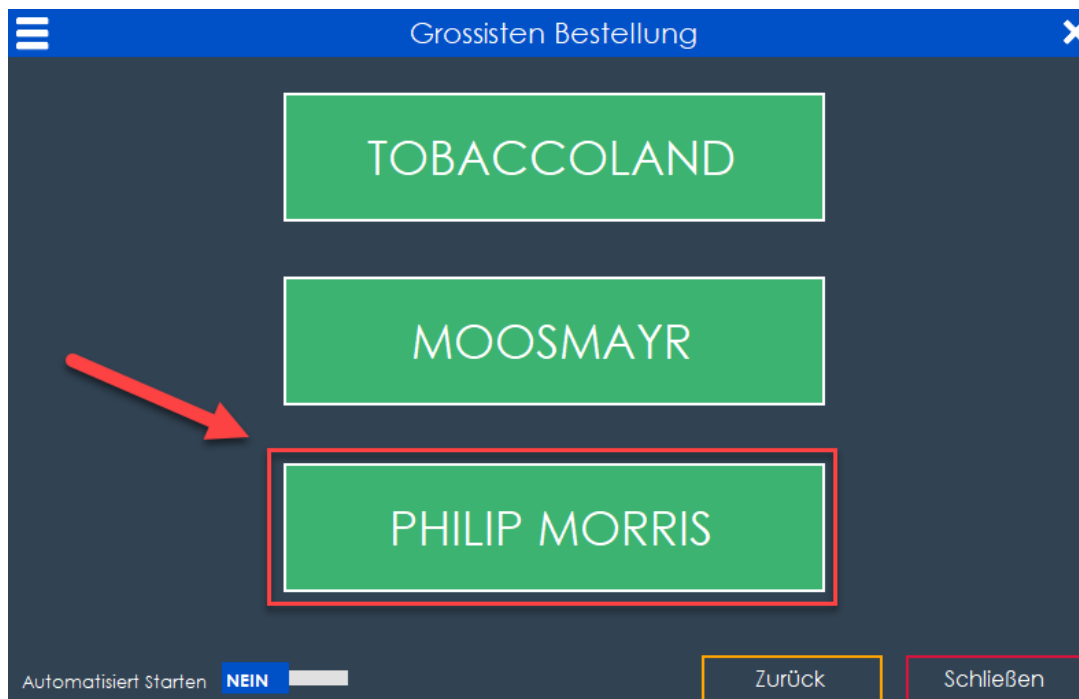 Grossisten Bestellung
TOBACCOLAND
MOOSMAYR
PHILIP MORRIS
Automatisiert Starten NEIN
Zurück
Schließen